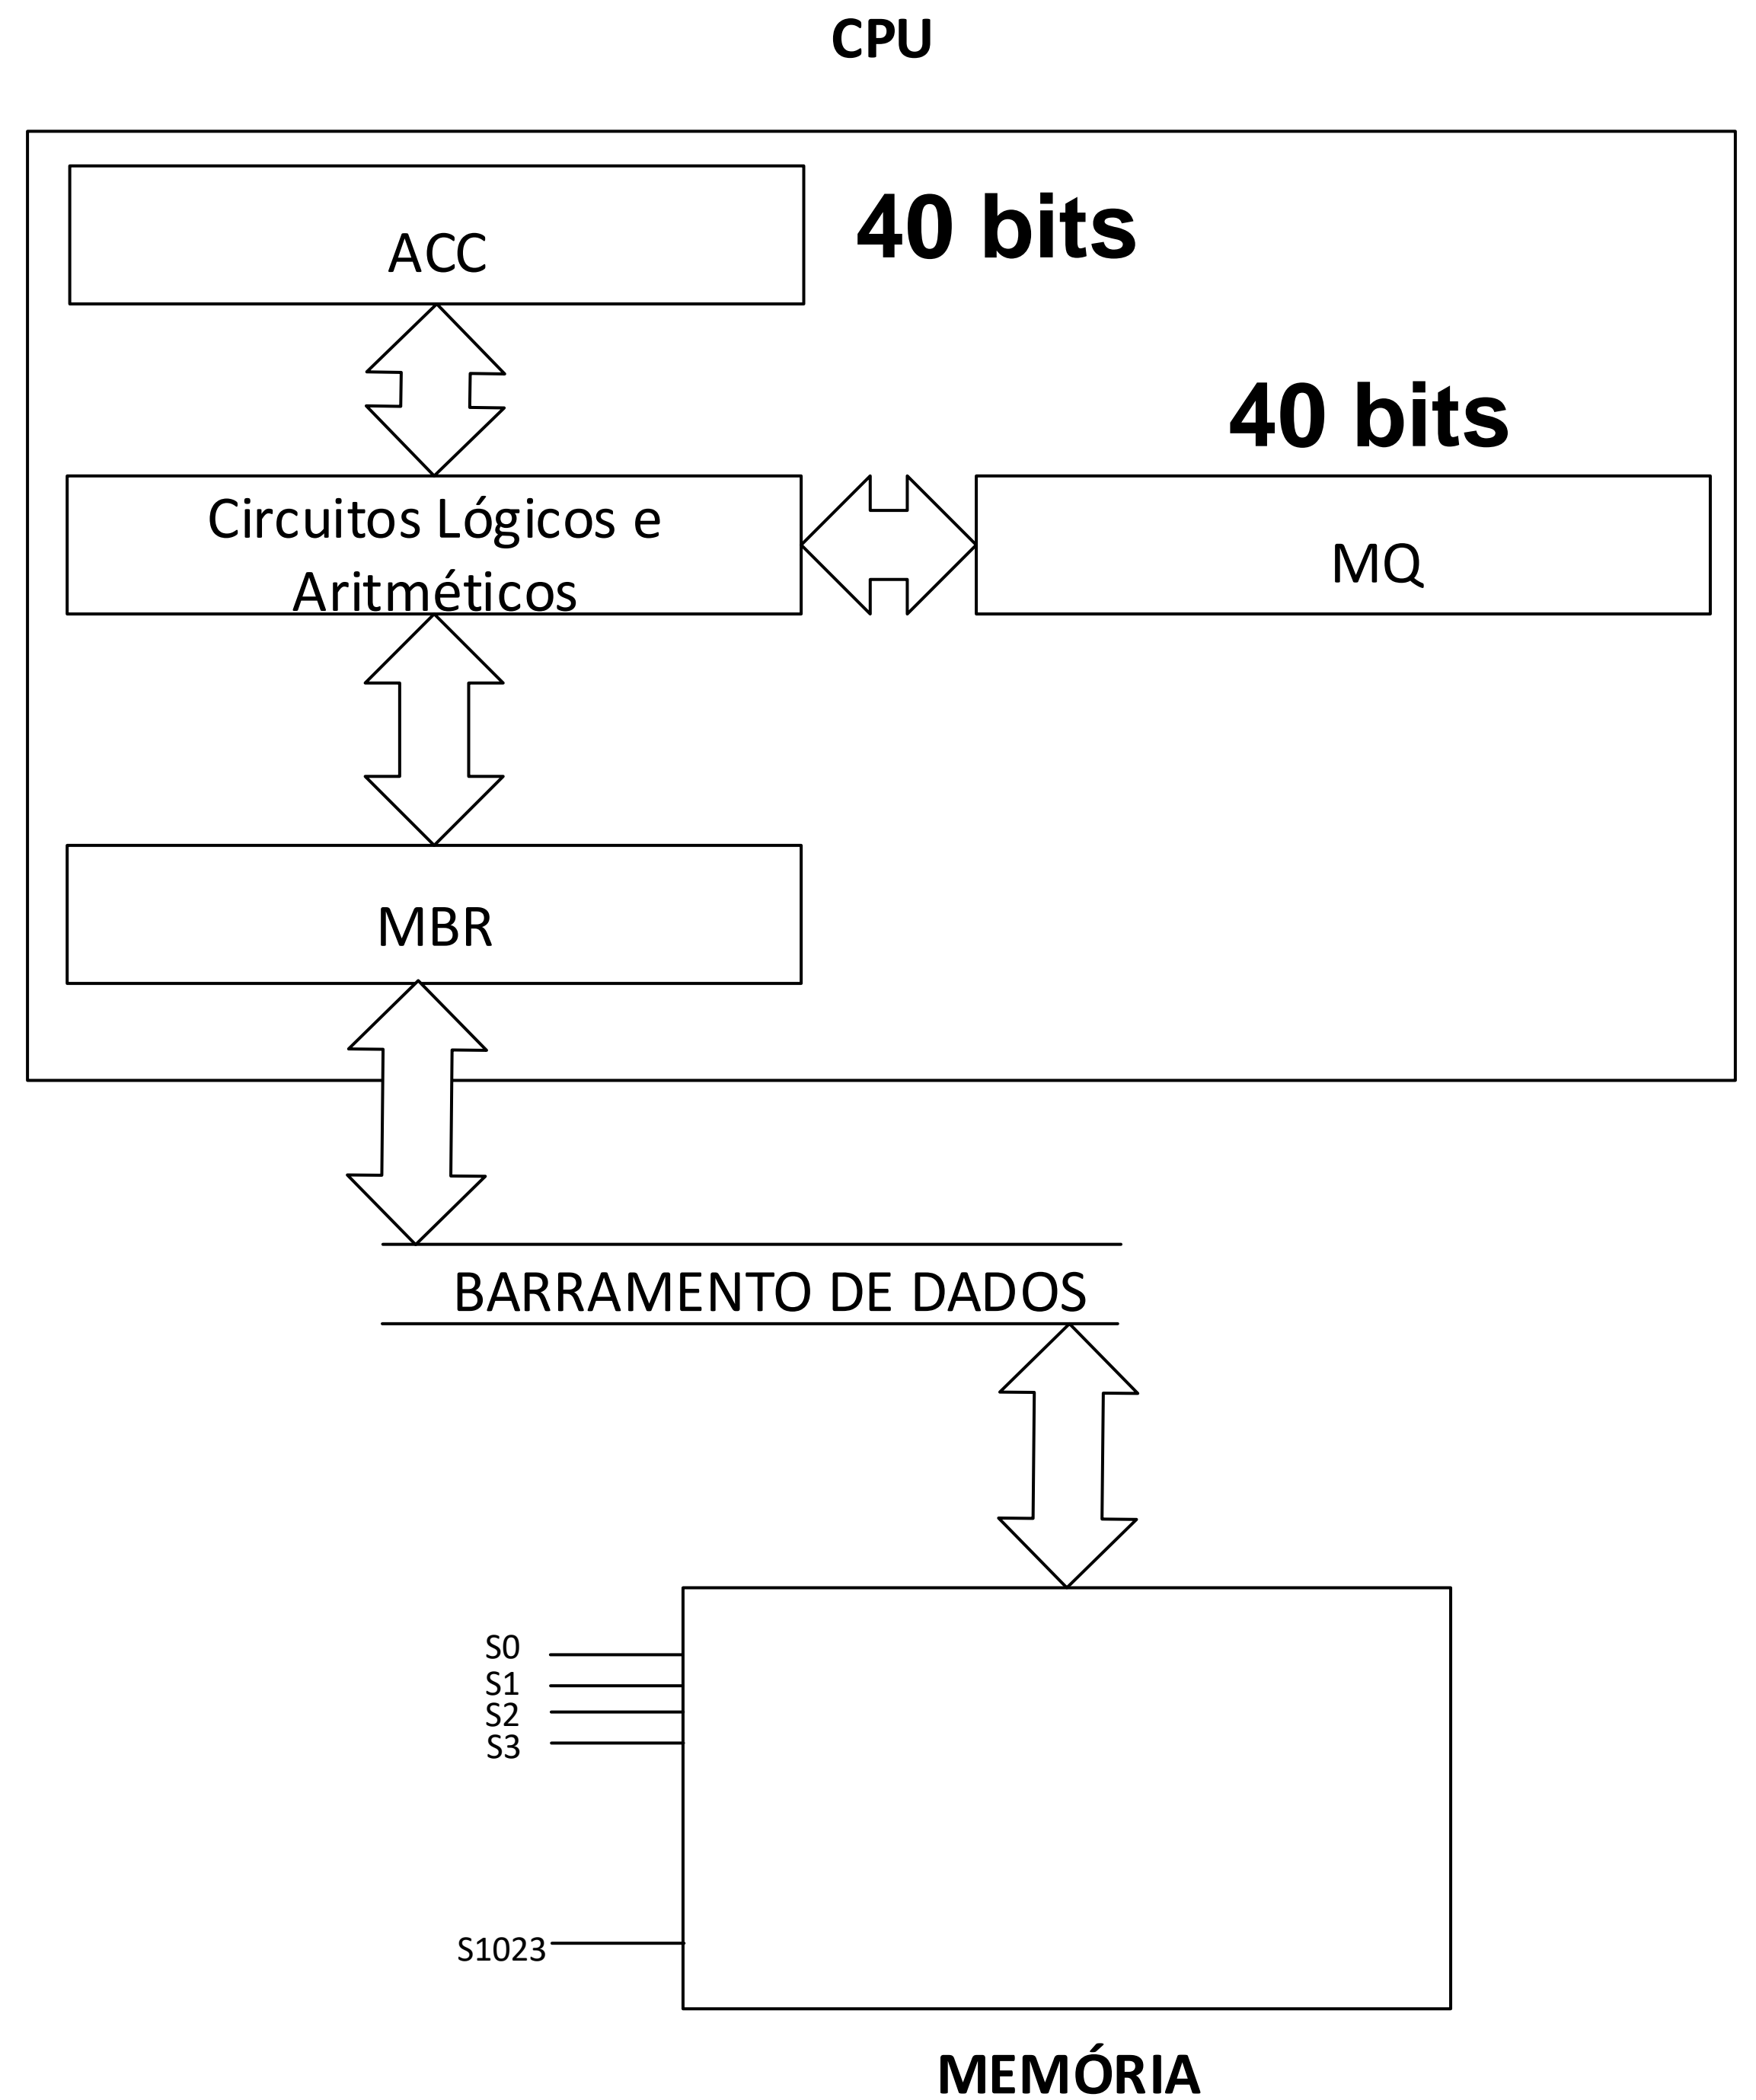 CPU
ACC
40 bits
40 bits
Circuitos Lógicos e
Aritméticos
MQ
MBR
BARRAMENTO DE DADOS
S0
S1
S2
S3
S1023
MEMÓRIA